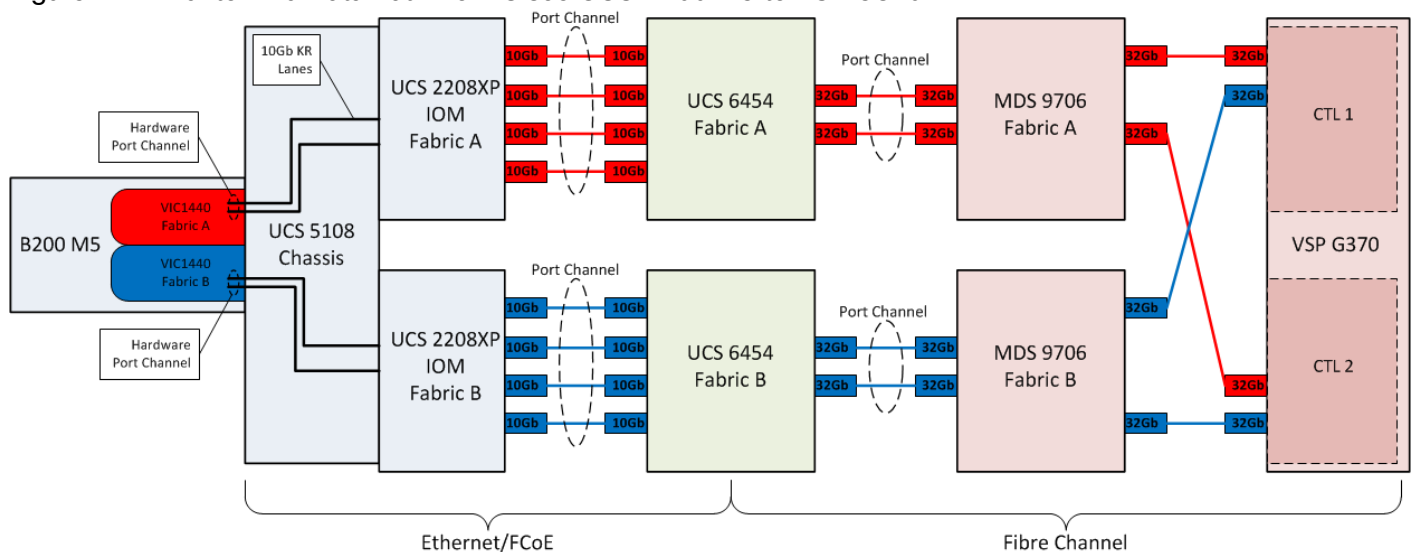 Figure
Port Channel
10Gb KR
Lanes
UCS 2208XP
IOM
Fabric A
10Gb 10Gb
10Gb 10Gb
10Gb 10Gb
10Gb 10Gb
UCS 6454
Fabric A
Port Channel
32Gb 32Gb
32Gb 32Gb
MDS 9706
Fabric A
32Gb 32Gb
32Gb
32Gb
CTL 1
Hardware
Port Channel
B200 M5
VIC1440
Fabric A
VIC1440
Fabric B
UCS 5108
Chassis
VSP G370
Hardware
Port Channel
UCS 2208XP
IOM
Fabric B
Port Channel
10Gb 10Gb
10Gb 10Gb
10Gb 10Gb
10Gb 10Gb
UCS 6454
Fabric B
Port Channel
32Gb 32Gb
32Gb 32Gb
MDS 9706
Fabric B
32Gb
32Gb
32Gb 32Gb
CTL 2
Ethernet/FCoE
Fibre Channel